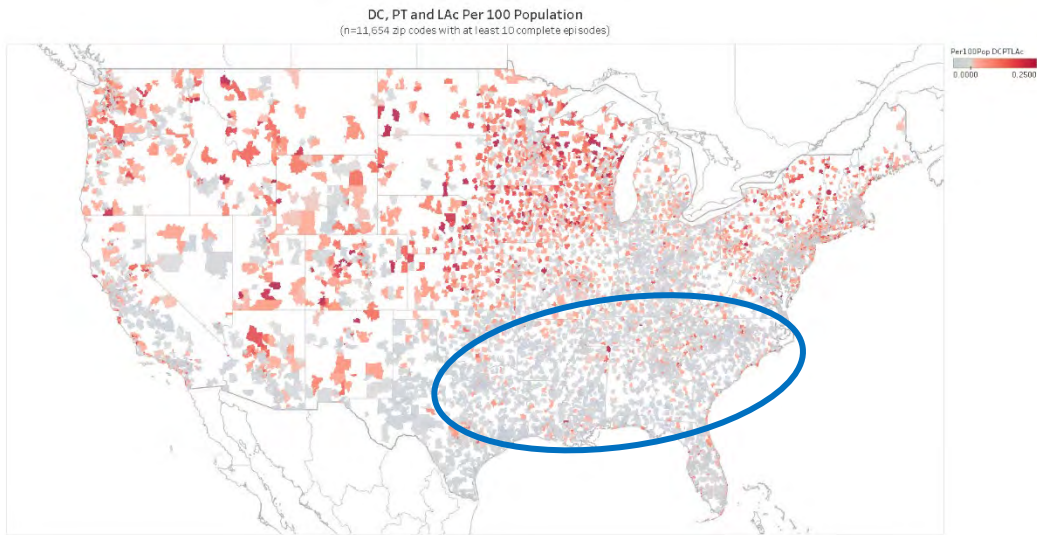 DC, PT and LAc Per 100 Population
(n=11,654 zip codes with at least 10 complete episodes)
Per100Pop DCPTLAc
0.0000 0.2500